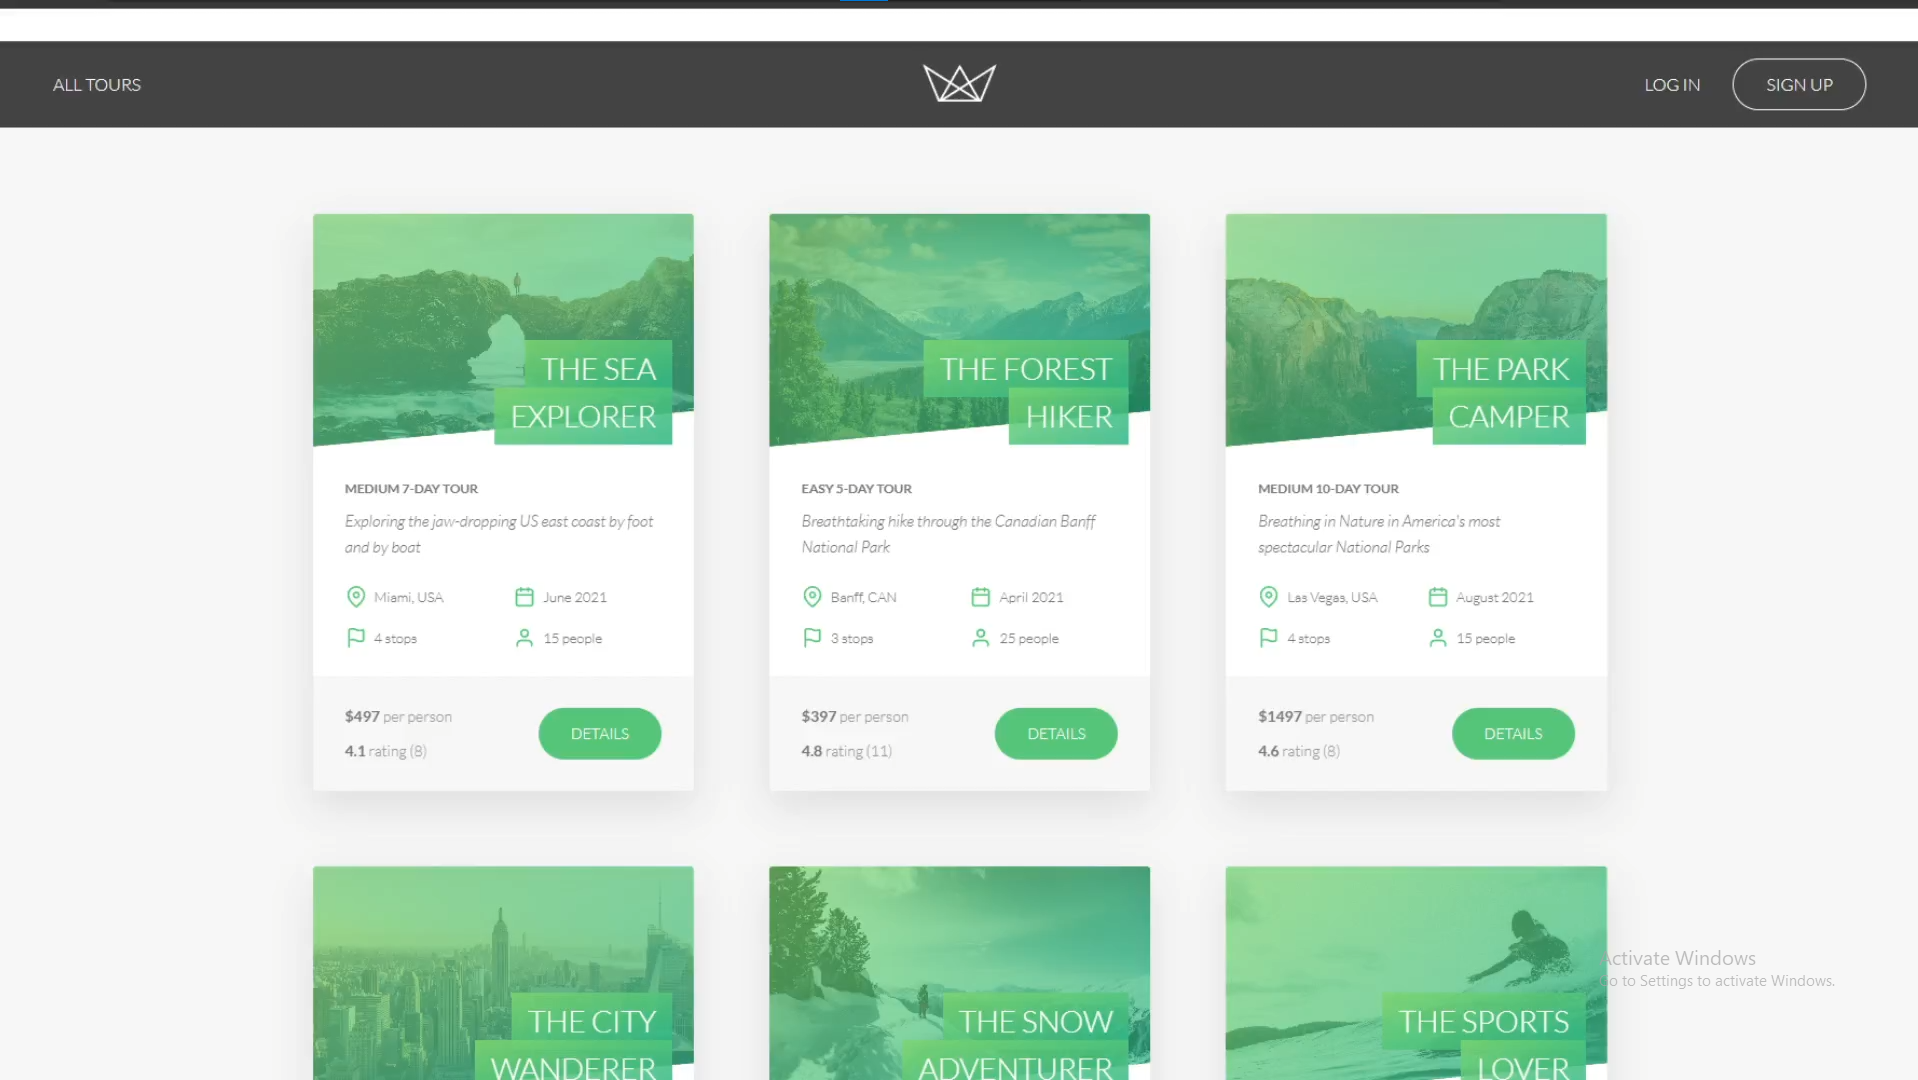 ALL TOURS
LOG IN
SIGN UP
THE SEA
EXPLORER
MEDIUM 7-DAY TOUR
Exploring the jaw-dropping US east coast by foot
and by boat
Miami, USA
June 2021
4 stops
15 people
$497 per person
4.1 rating (8)
DETAILS
THE FOREST
HIKER
EASY 5-DAY TOUR
Breathtaking hike through the Canadian Banff
National Park
Banff, CAN
April 2021
3 stops
25 people
$397 per person
4.8 rating (11)
DETAILS
THE PARK
CAMPER
MEDIUM 10-DAY TOUR
Breathing in Nature in America's most
spectacular National Parks
Las Vegas, USA
August 2021
4 stops
15 people
$1497 per person
4.6 rating (8)
DETAILS
THE CITY
WANDERER
THE SNOW
ADVENTURER
THE SPORTS
LOVER
Activate Windows
Go to Settings to activate Windows.